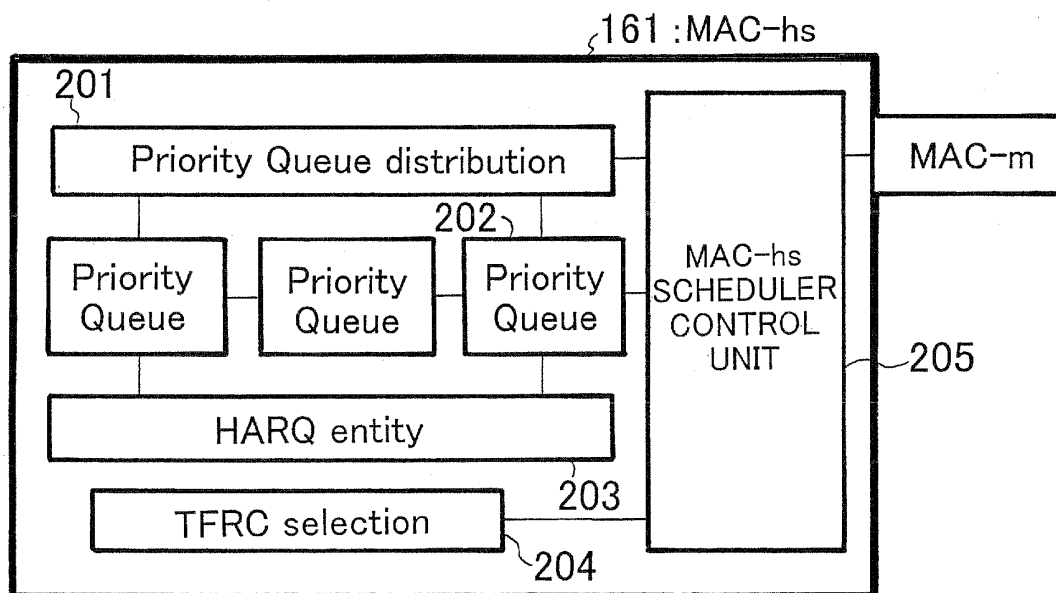 161 :MAC-hs
201
Priority Queue distribution
MAC-m
202
Priority
Queue
Priority
Queue
Priority
Queue
MAC-hs
SCHEDULER
CONTROL
UNIT
205
HARQ entity
203
TFRC selection
204